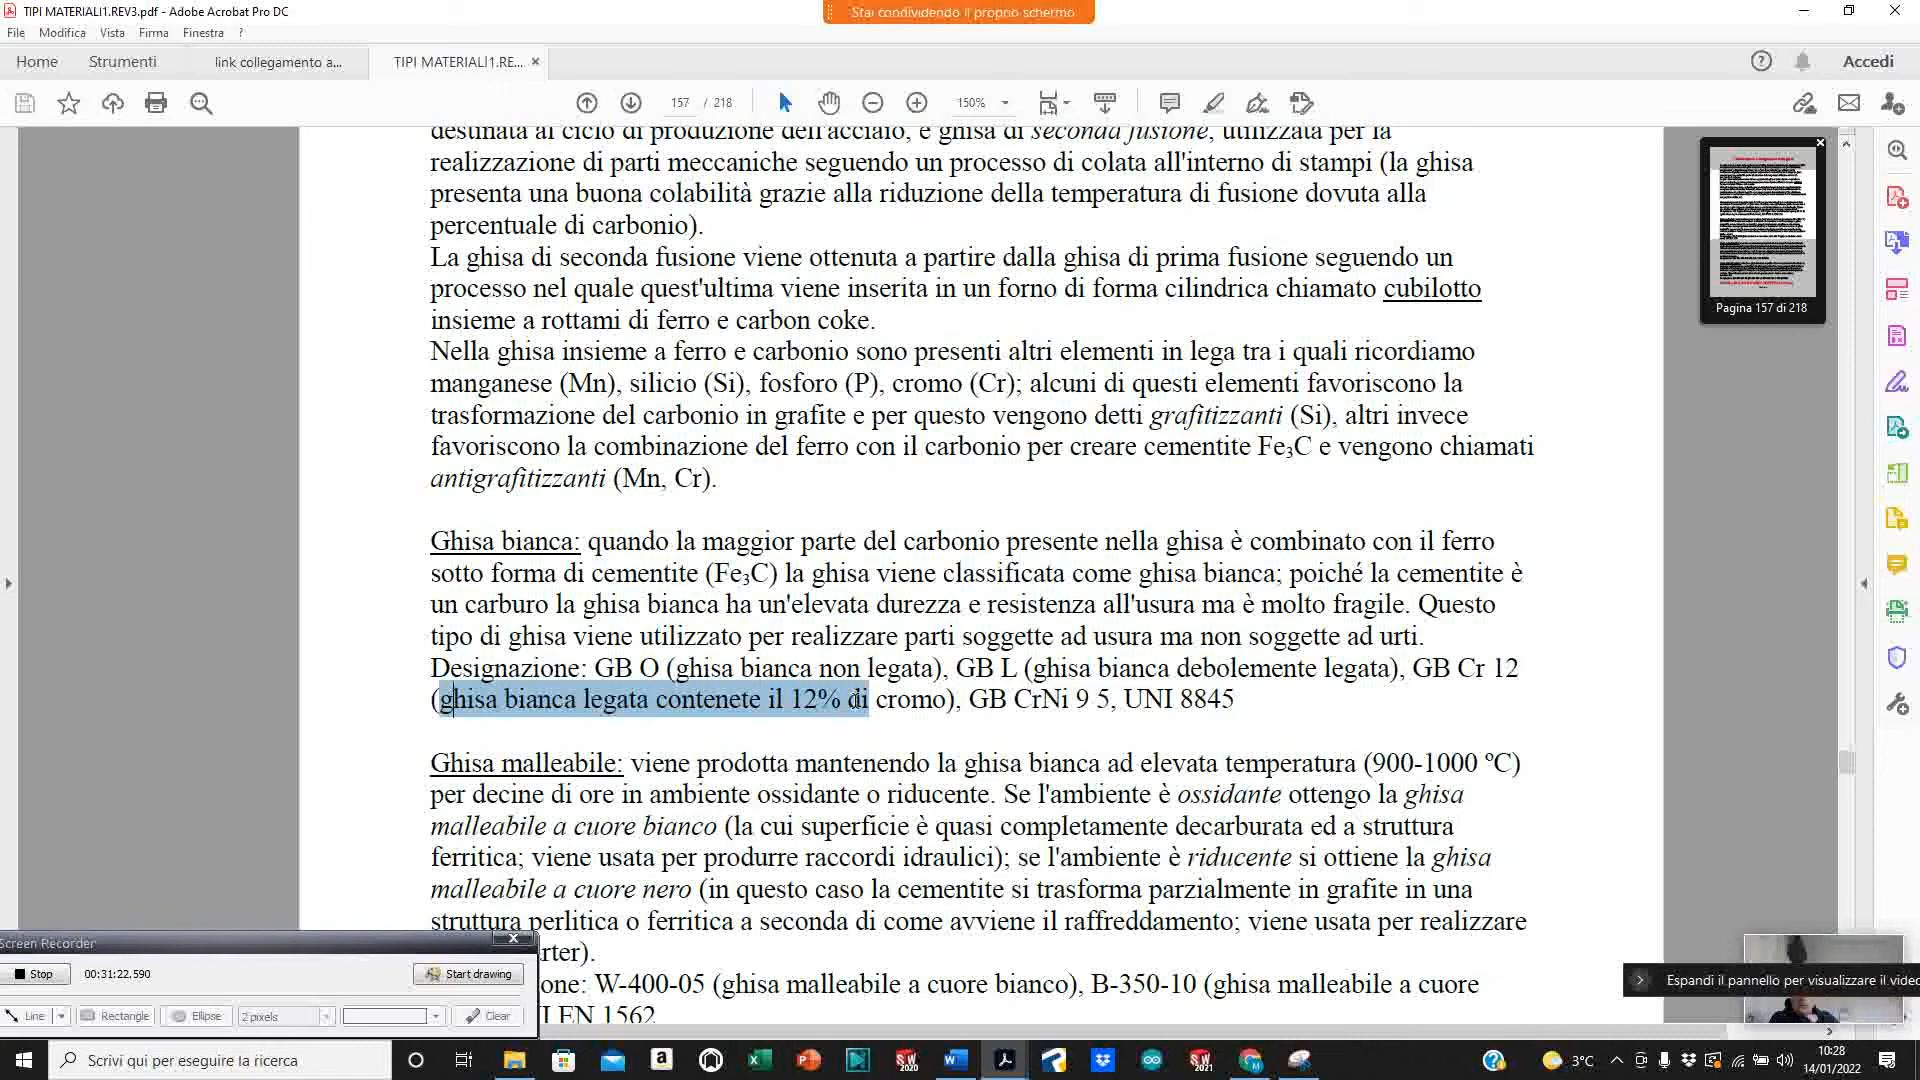 TIPI MATERIALI1.REV3.pdf - Adobe Acrobat Pro DC
Stai condividendo il proprio schermo
File Modifica Vista Firma Finestra ?
Home Strumenti link collegamento a... TIPI MATERIALI1.RE... × Accedi
157 / 218 150%
destinata al ciclo di produzione dell'acciaio, e ghisa di seconda fusione, utilizzata per la
realizzazione di parti meccaniche seguendo un processo di colata all'interno di stampi (la ghisa
presenta una buona colabilità grazie alla riduzione della temperatura di fusione dovuta alla
percentuale di carbonio).
La ghisa di seconda fusione viene ottenuta a partire dalla ghisa di prima fusione seguendo un
processo nel quale quest'ultima viene inserita in un forno di forma cilindrica chiamato cubilotto
insieme a rottami di ferro e carbon coke.
Nella ghisa insieme a ferro e carbonio sono presenti altri elementi in lega tra i quali ricordiamo
manganese (Mn), silicio (Si), fosforo (P), cromo (Cr); alcuni di questi elementi favoriscono la
trasformazione del carbonio in grafite e per questo vengono detti grafitizzanti (Si), altri invece
favoriscono la combinazione del ferro con il carbonio per creare cementite Fe₃C e vengono chiamati
antigrafitizzanti (Mn, Cr).
Ghisa bianca: quando la maggior parte del carbonio presente nella ghisa è combinato con il ferro
sotto forma di cementite (Fe₃C) la ghisa viene classificata come ghisa bianca; poiché la cementite è
un carburo la ghisa bianca ha un'elevata durezza e resistenza all'usura ma è molto fragile. Questo
tipo di ghisa viene utilizzato per realizzare parti soggette ad usura ma non soggette ad urti.
Designazione: GB O (ghisa bianca non legata), GB L (ghisa bianca debolemente legata), GB Cr 12
(ghisa bianca legata contenete il 12% di cromo), GB CrNi 9 5, UNI 8845
Ghisa malleabile: viene prodotta mantenendo la ghisa bianca ad elevata temperatura (900-1000 ºC)
per decine di ore in ambiente ossidante o riducente. Se l'ambiente è ossidante ottengo la ghisa
malleabile a cuore bianco (la cui superficie è quasi completamente decarburata ed a struttura
ferritica; viene usata per produrre raccordi idraulici); se l'ambiente è riducente si ottiene la ghisa
malleabile a cuore nero (in questo caso la cementite si trasforma parzialmente in grafite in una
struttura perlitica o ferritica a seconda di come avviene il raffreddamento; viene usata per realizzare
rter).
one: W-400-05 (ghisa malleabile a cuore bianco), B-350-10 (ghisa malleabile a cuore
I EN 1562
Pagina 157 di 218
Screen Recorder
Stop 00:31:22.590 Start drawing
Line Rectangle Ellipse 2 pixels Clear
Espandi il pannello per visualizzare il video
Scrivi qui per eseguire la ricerca
3°C
10:28
14/01/2022